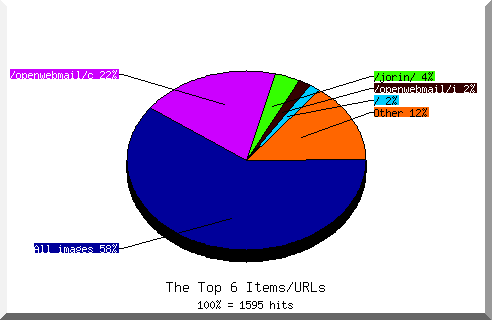 /openwebmail/c 22%
/jorin/ 4%
/openwebmail/i 2%
/ 2%
Other 12%
All images 58%
The Top 6 Items/URLs
100% = 1595 hits